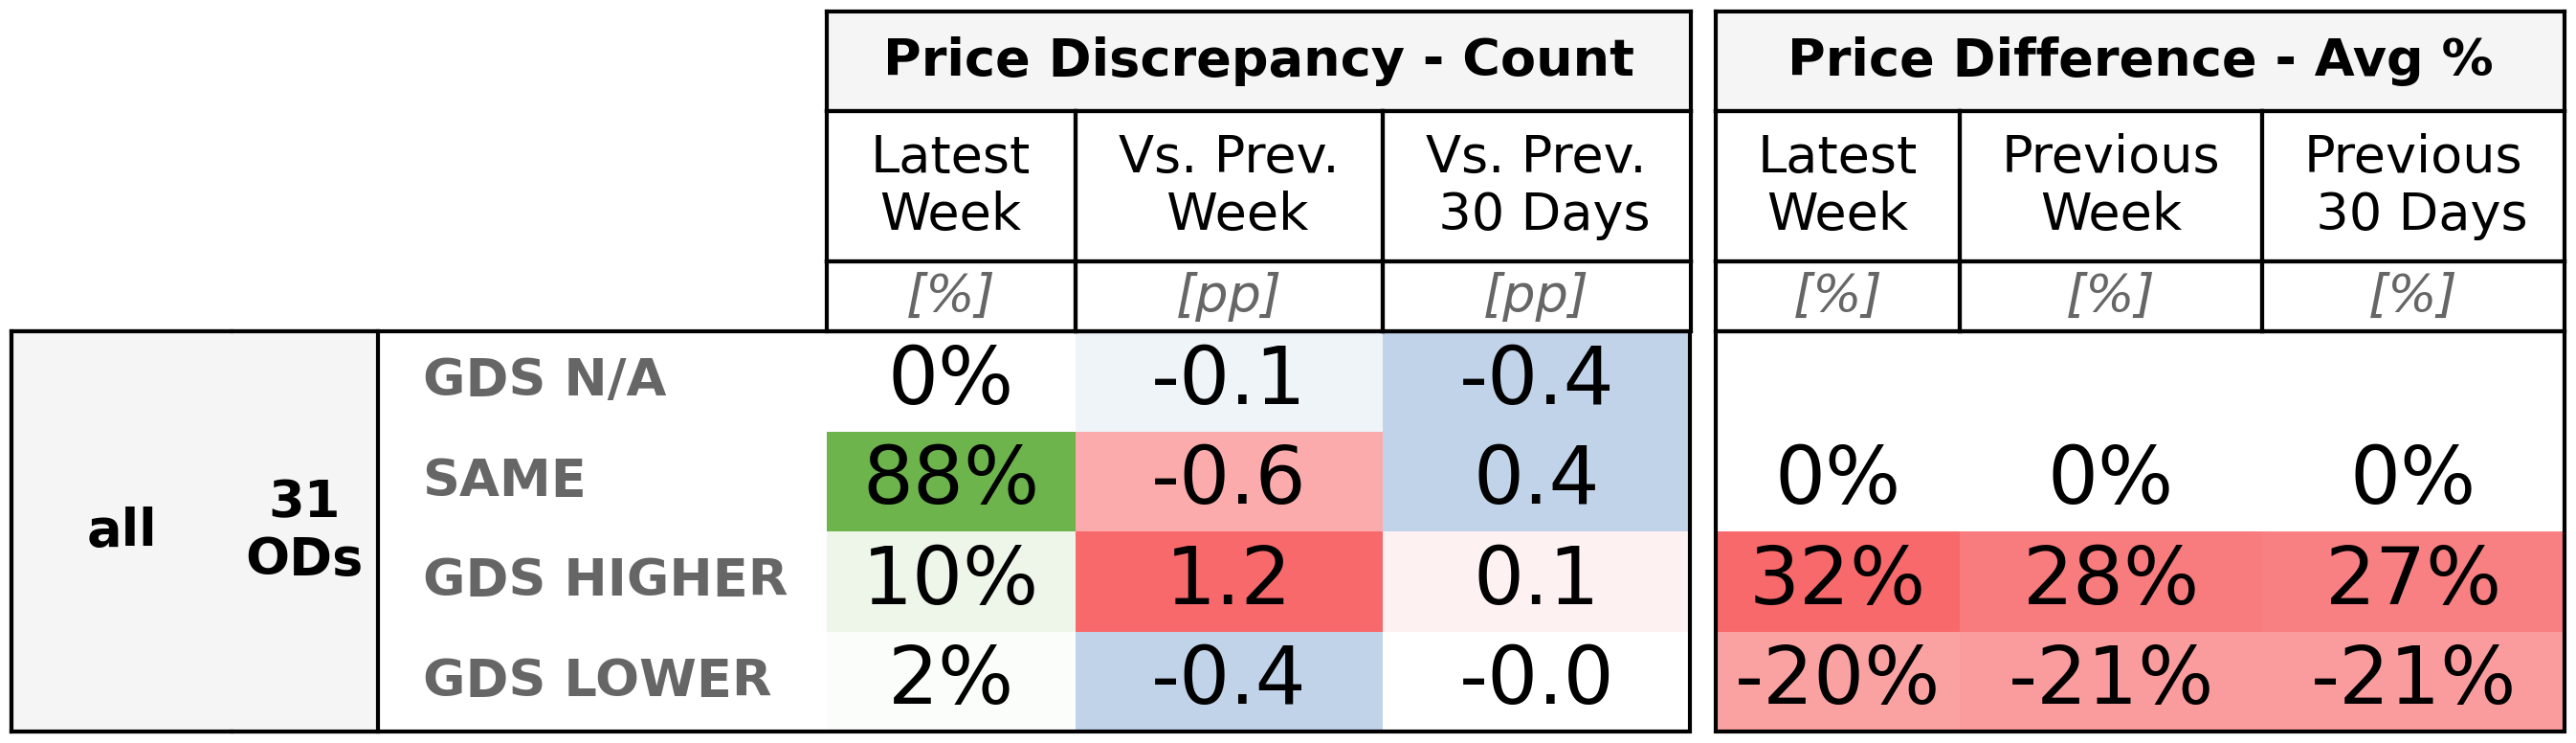 Price Discrepancy - Count Price Difference - Avg %
Latest Week Vs. Prev. Week Vs. Prev. 30 Days Latest Week Previous Week Previous 30 Days
[%] [pp] [pp] [%] [%] [%]
all 31 ODs
GDS N/A 0% -0.1 -0.4
SAME 88% -0.6 0.4 0% 0% 0%
GDS HIGHER 10% 1.2 0.1 32% 28% 27%
GDS LOWER 2% -0.4 -0.0 -20% -21% -21%